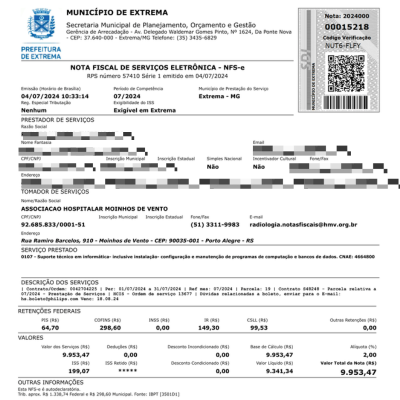 MUNICÍPIO DE EXTREMA
Secretaria Municipal de Planejamento, Orçamento e Gestão
Gerência de Arrecadação - Av. Delegado Waldemar Gomes Pinto, Nº 1624, Da Ponte Nova
- CEP: 37.640-000 - Extrema/MG Telefone: (35) 3435-6829
PREFEITURA
DE EXTREMA
Nota: 2024000
00015218
Código Verificação
NUT6-FLFY
MUNICÍPIO DE EXTREMA
NOTA FISCAL DE SERVIÇOS ELETRÔNICA - NFS-e
RPS número 57410 Série 1 emitido em 04/07/2024
Emissão (Horário de Brasília) Período de Competência Município de Prestação do Serviço
04/07/2024 10:33:14 07/2024 Extrema - MG
Reg. Especial Tributação Exigibilidade do ISS
Nenhum Exigível em Extrema
PRESTADOR DE SERVIÇOS
Razão Social
Nome Fantasia Email
CPF/CNPJ Inscrição Municipal Inscrição Estadual Simples Nacional Incentivador Cultural Fone/Fax
Não Não
Endereço
TOMADOR DE SERVIÇOS
Nome/Razão Social
ASSOCIACAO HOSPITALAR MOINHOS DE VENTO
CPF/CNPJ Inscrição Municipal Inscrição Estadual Fone/Fax E-mail
92.685.833/0001-51 (51) 3311-9983 radiologia.notasfiscais@hmv.org.br
Endereço
Rua Ramiro Barcelos, 910 - Moinhos de Vento - CEP: 90035-001 - Porto Alegre - RS
SERVIÇO PRESTADO
0107 - Suporte técnico em informática- inclusive instalação- configuração e manutenção de programas de computação e bancos de dados. CNAE: 4664800
DESCRIÇÃO DOS SERVIÇOS
| Contrato/Ordem: 0042704225 | Per: 01/07/2024 a 31/07/2024 | Ref mes: 07/2024 | Parcela: 19 | Contrato S48248 - Parcela relativa a
07/2024 - Prestação de Serviços | HCIS - Ordem de serviço 13677 | Dúvidas relacionadas a boleto, enviar para o E-mail:
hs.boleto@philips.com Venc: 18.08.24
RETENÇÕES FEDERAIS
PIS (R$) COFINS (R$) INSS (R$) IR (R$) CSLL (R$) Outras Retenções (R$)
64,70 298,60 0,00 149,30 99,53 0,00
VALORES
Valor dos Serviços (R$) Deduções (R$) Desconto Incondicionado (R$) Base de Cálculo (R$) Alíquota (%)
9.953,47 0,00 0,00 9.953,47 2,00
ISS (R$) ISS Retido (R$) Desconto Condicionado (R$) Valor Líquido (R$) Valor Total da Nota (R$)
199,07 ***** 0,00 9.341,34 9.953,47
OUTRAS INFORMAÇÕES
Esta NFS-e é autodeclaratória.
Trib. aprox. R$ 1.338,74 Federal e R$ 298,60 Municipal. Fonte: IBPT [3501D1]